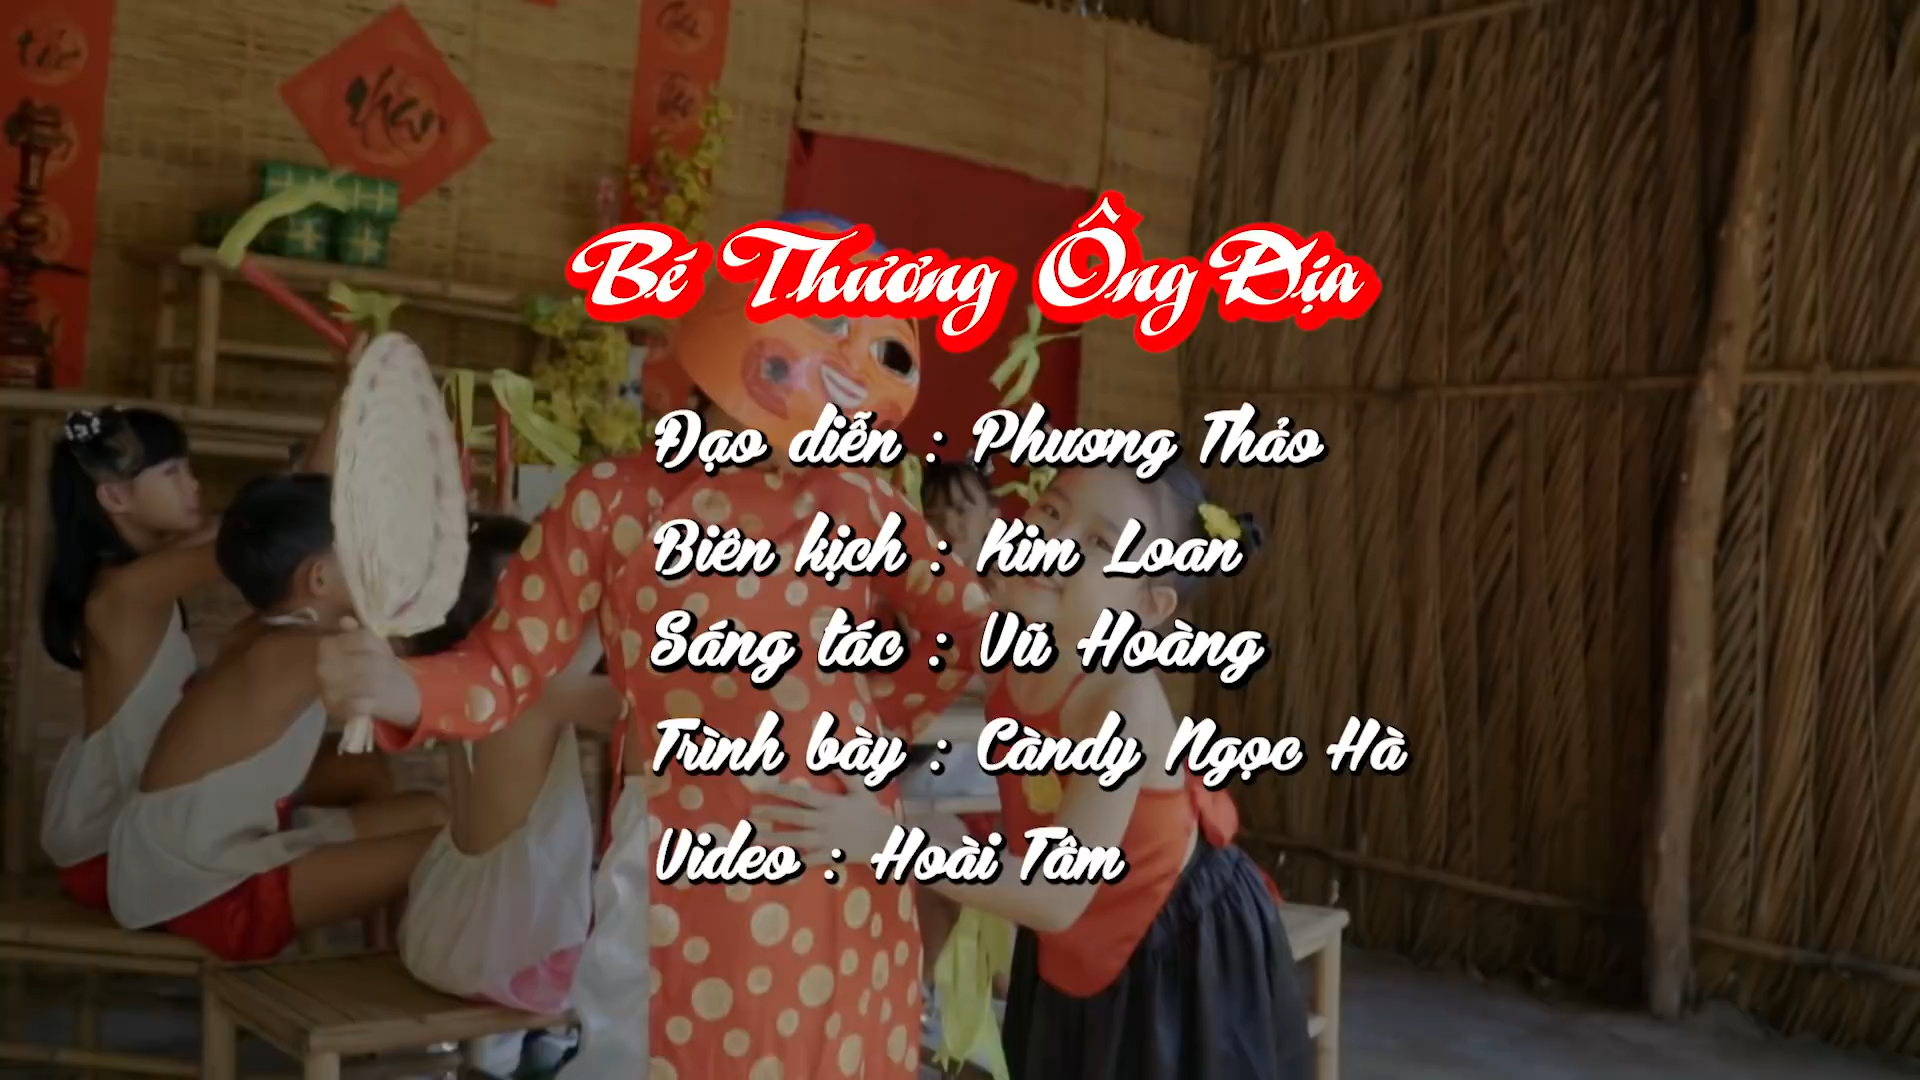 Bé Thương Ông Địa
Đạo diễn : Phương Thảo
Biên kịch : Kim Loan
Sáng tác : Vũ Hoàng
Trình bày : Càndy Ngọc Hà
Video : Hoài Tâm